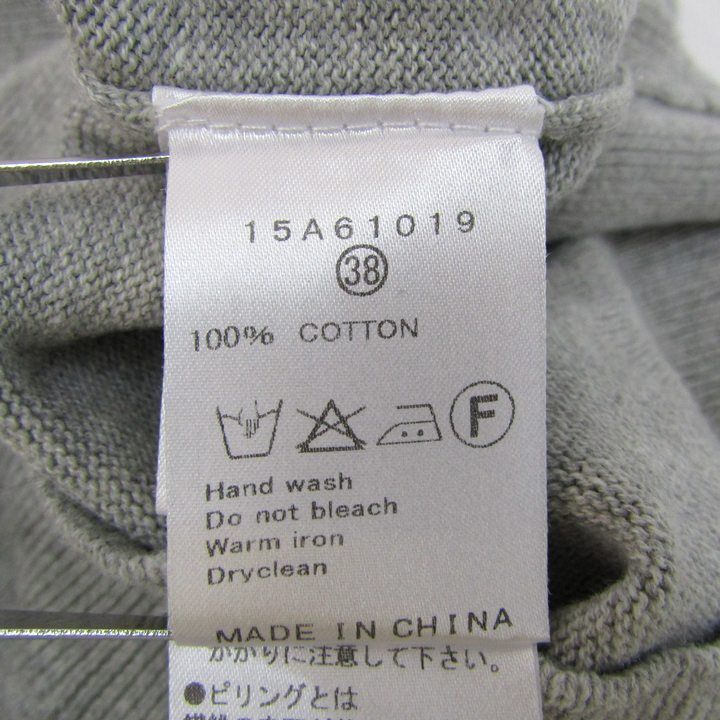 15A61019
38
100% COTTON
F
Hand wash
Do not bleach
Warm iron
Dryclean
MADE IN CHINA
かかりに注意して下さい。
●ピリングとは